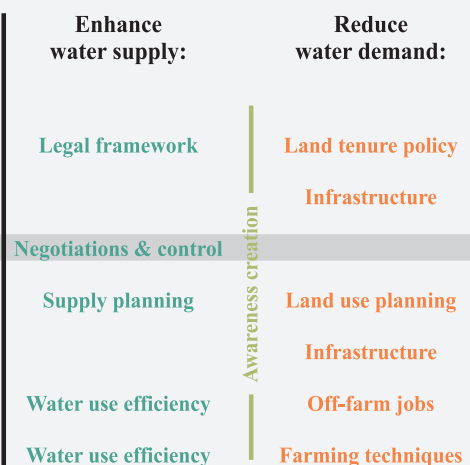 Enhance
water supply:
Reduce
water demand:
Legal framework
Land tenure policy
Infrastructure
Negotiations & control
Awareness creation
Supply planning
Land use planning
Infrastructure
Water use efficiency
Off-farm jobs
Water use efficiency
Farming techniques